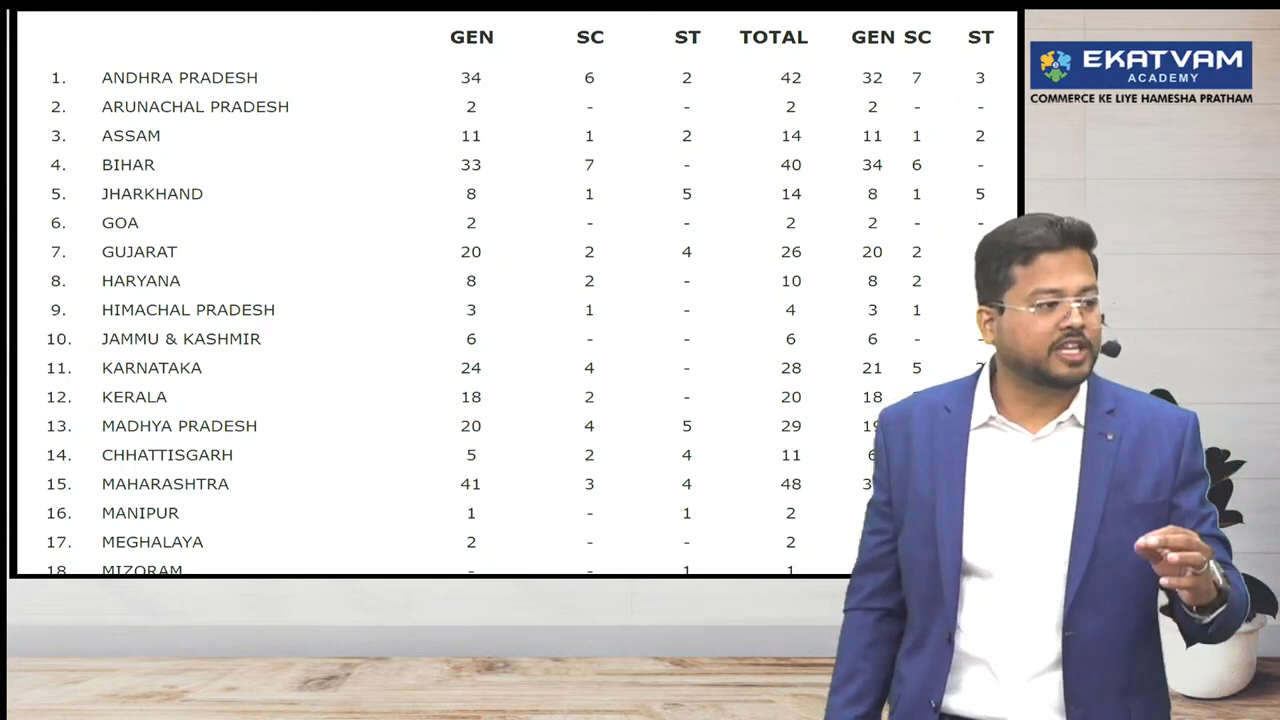 GEN SC ST TOTAL GEN SC ST
1. ANDHRA PRADESH 34 6 2 42 32 7 3
2. ARUNACHAL PRADESH 2 - - 2 2 - -
3. ASSAM 11 1 2 14 11 1 2
4. BIHAR 33 7 - 40 34 6 -
5. JHARKHAND 8 1 5 14 8 1 5
6. GOA 2 - - 2 2 - -
7. GUJARAT 20 2 4 26 20 2
8. HARYANA 8 2 - 10 8 2
9. HIMACHAL PRADESH 3 1 - 4 3 1
10. JAMMU & KASHMIR 6 - - 6 6 -
11. KARNATAKA 24 4 - 28 21 5
12. KERALA 18 2 - 20 18
13. MADHYA PRADESH 20 4 5 29
14. CHHATTISGARH 5 2 4 11
15. MAHARASHTRA 41 3 4 48
16. MANIPUR 1 - 1 2
17. MEGHALAYA 2 - - 2
18. MIZORAM - - 1 1
EKATVAM
ACADEMY
COMMERCE KE LIYE HAMESHA PRATHAM